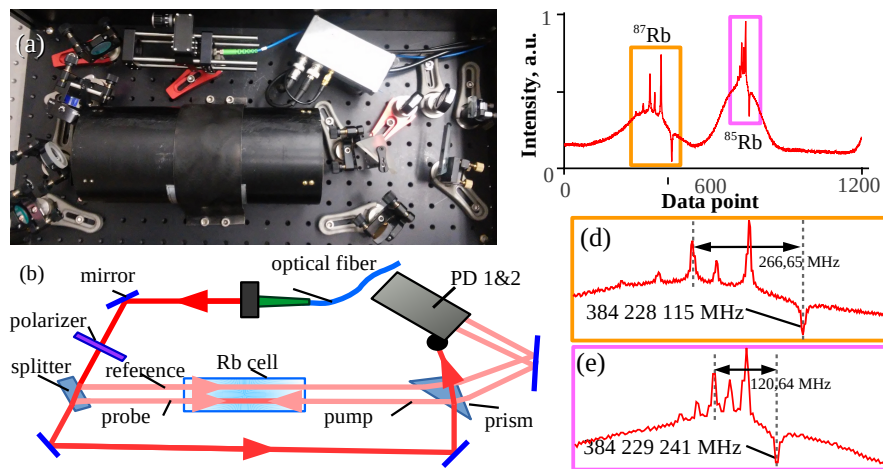 (a)
1
Intensity, a.u.
0
87Rb
85Rb
0
600
1200
Data point
(b)
mirror
optical fiber
PD 1&2
polarizer
splitter
reference
Rb cell
probe
pump
prism
(d)
266,65 MHz
384 228 115 MHz
(e)
120,64 MHz
384 229 241 MHz